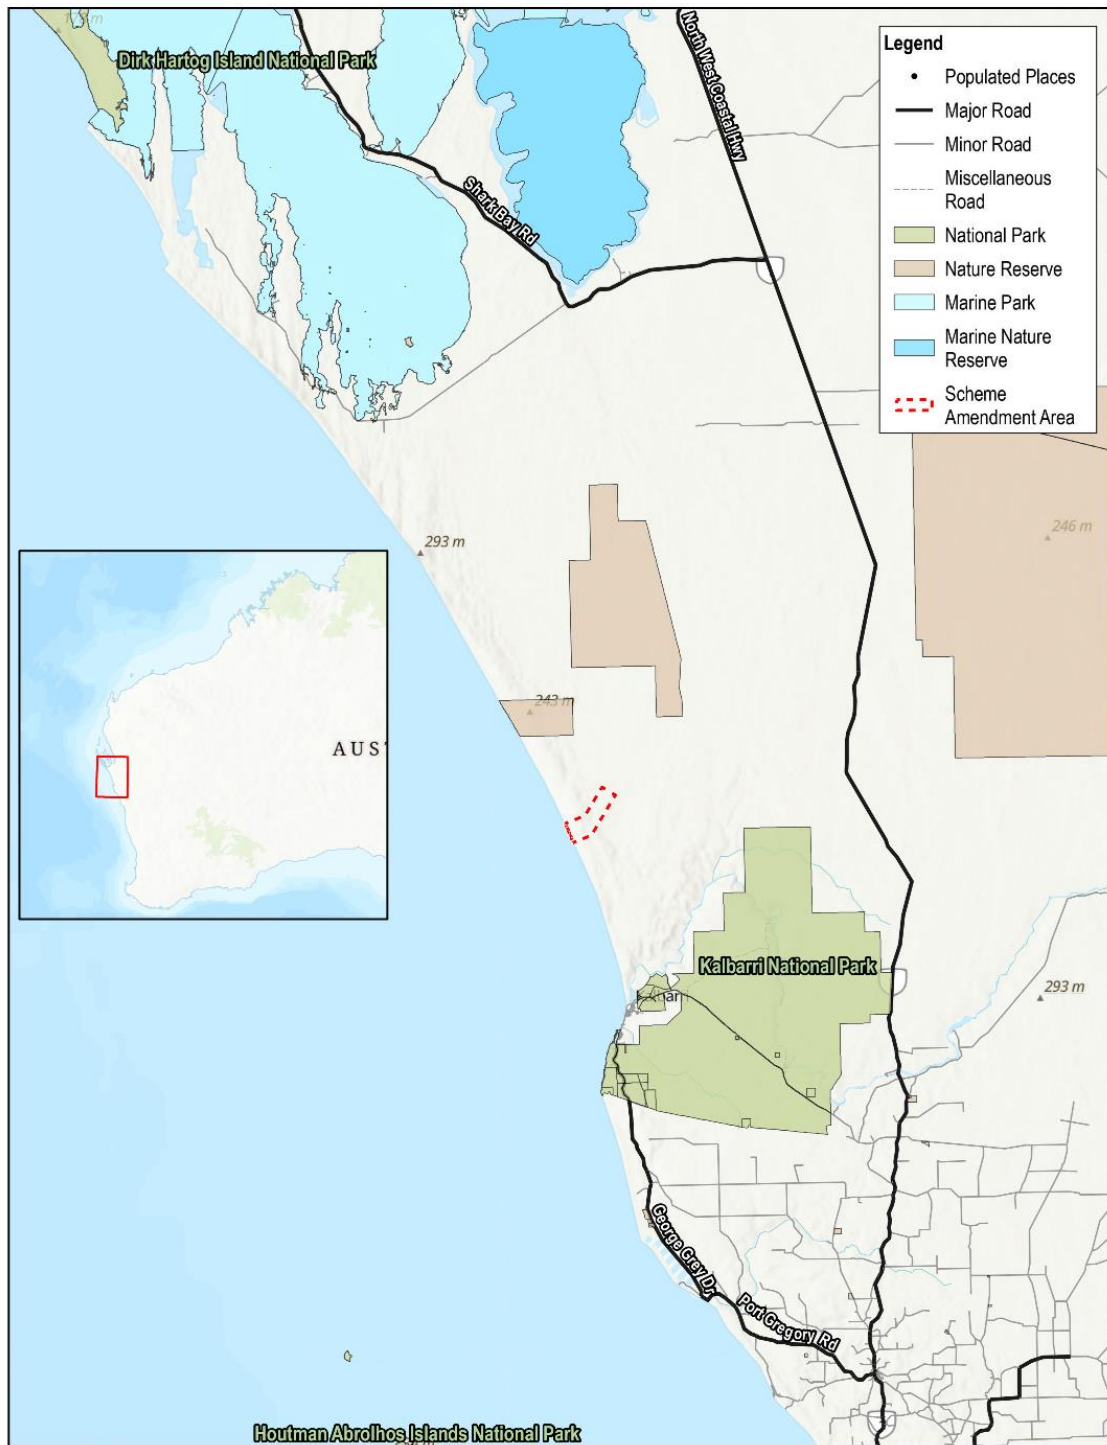 Dirk Hartog Island National Park
North West Coastal Hwy
Legend
Populated Places
Major Road
Minor Road
Miscellaneous
Road
National Park
Nature Reserve
Marine Park
Marine Nature
Reserve
Scheme
Amendment Area
Shark Bay Rd
293 m
246 m
243 m
AUS
Kalbarri National Park
293 m
George Grey Dr
Port Gregory Rd
Houtman Abrolhos Islands National Park